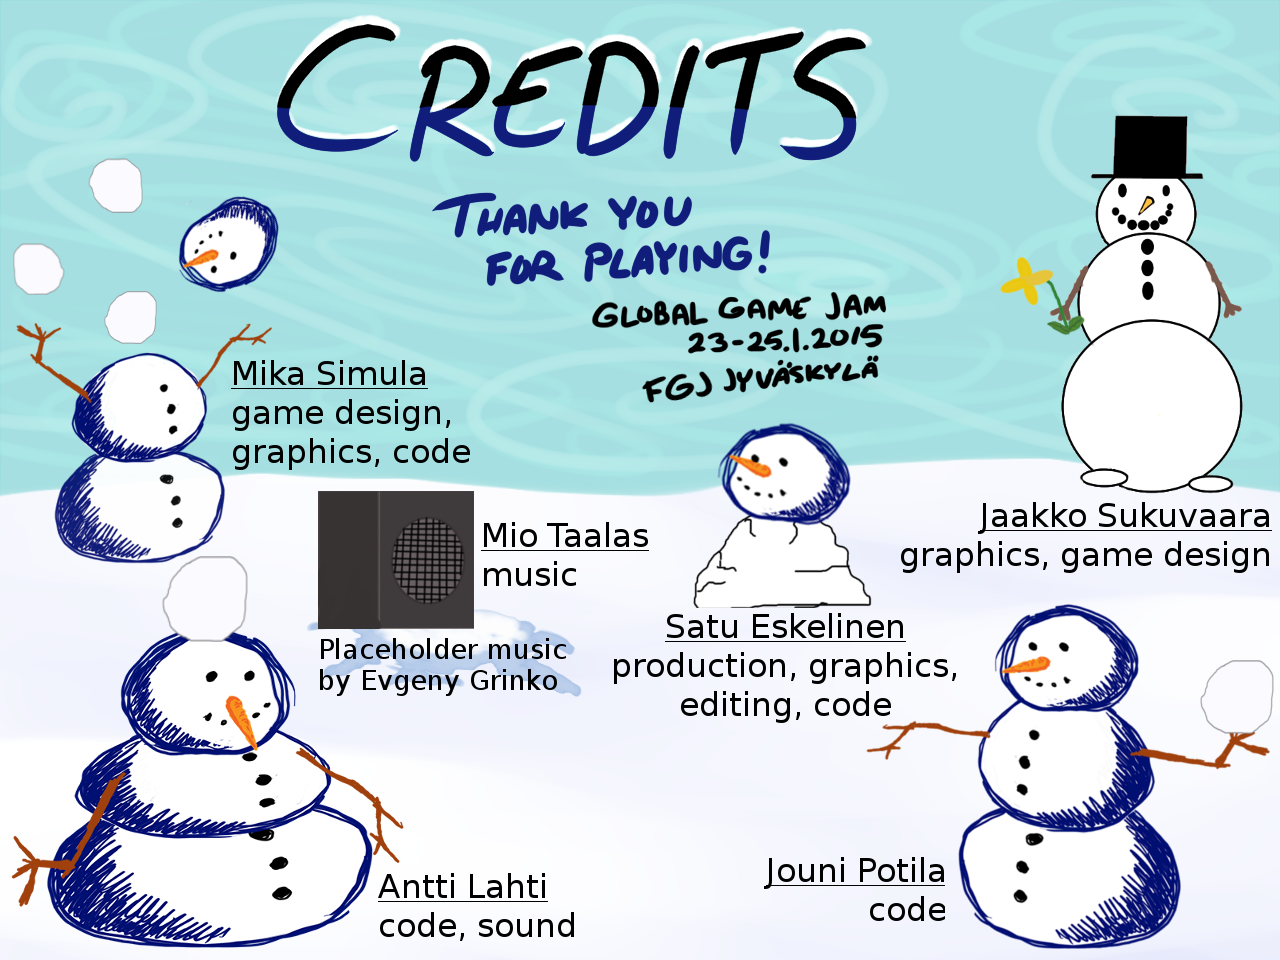 CREDITS
THANK YOU
FOR PLAYING!
GLOBAL GAME JAM
23-25.1.2015
FGJ JYVÄSKYLÄ
Mika Simula
game design,
graphics, code
Mio Taalas
music
Placeholder music
by Evgeny Grinko
Jaakko Sukuvaara
graphics, game design
Satu Eskelinen
production, graphics,
editing, code
Antti Lahti
code, sound
Jouni Potila
code